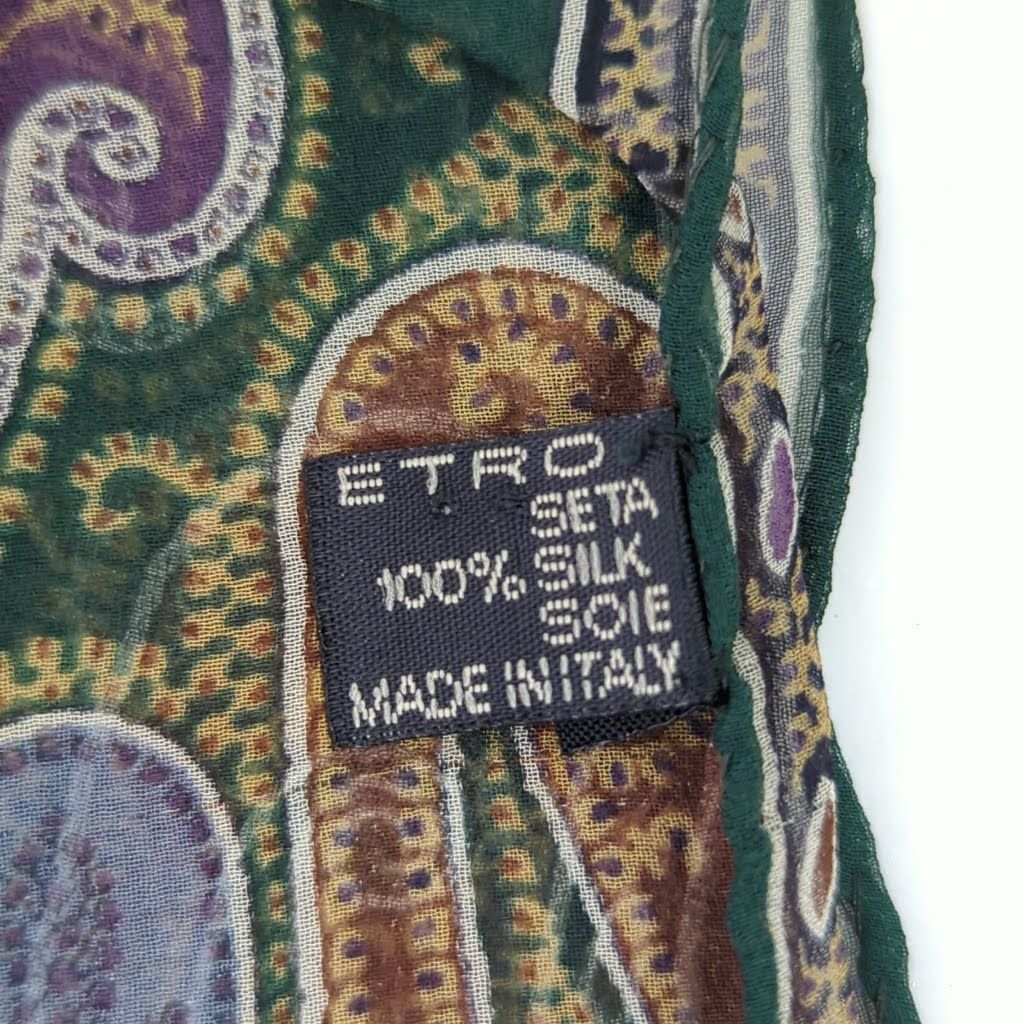 ETRO
SETA
100% SILK
SOIE
MADE IN ITALY